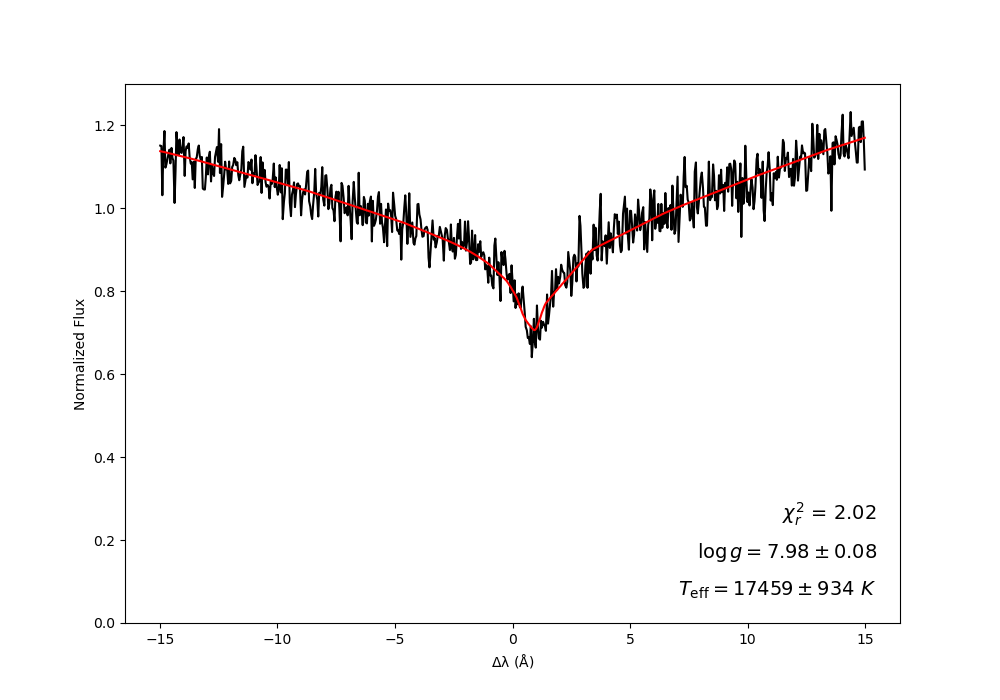 1.2
1.0
0.8
0.6
0.4
0.2
0.0
Normalized Flux
χ²ᵣ = 2.02
log g = 7.98 ± 0.08
T_eff = 17459 ± 934 K
−15 −10 −5 0 5 10 15
Δλ (Å)